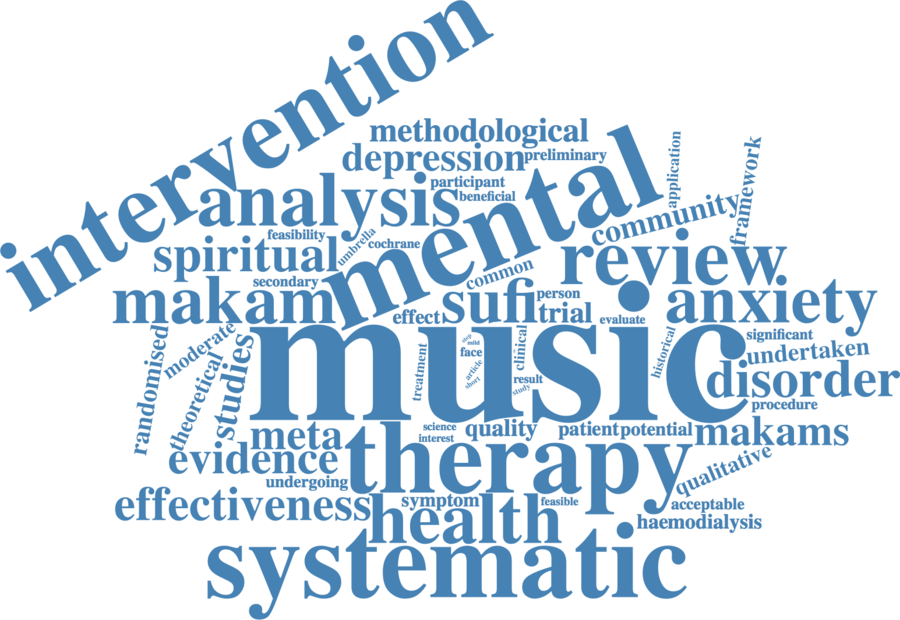 intervention
methodological
depression
preliminary
mental
application
framework
participant
analysis
beneficial
community
feasibility
umbrella
cochrane
spiritual
review
common
secondary
makam
sufi
person
anxiety
effect
trial
evaluate
music
randomised
moderate
theoretical
studies
treatment
step
mild
face
article
short
clinical
result
study
historical
significant
undertaken
disorder
procedure
science
interest
quality
patient
potential
makams
meta
evidence
therapy
qualitative
undergoing
effectiveness
symptom
feasible
acceptable
health
haemodialysis
systematic